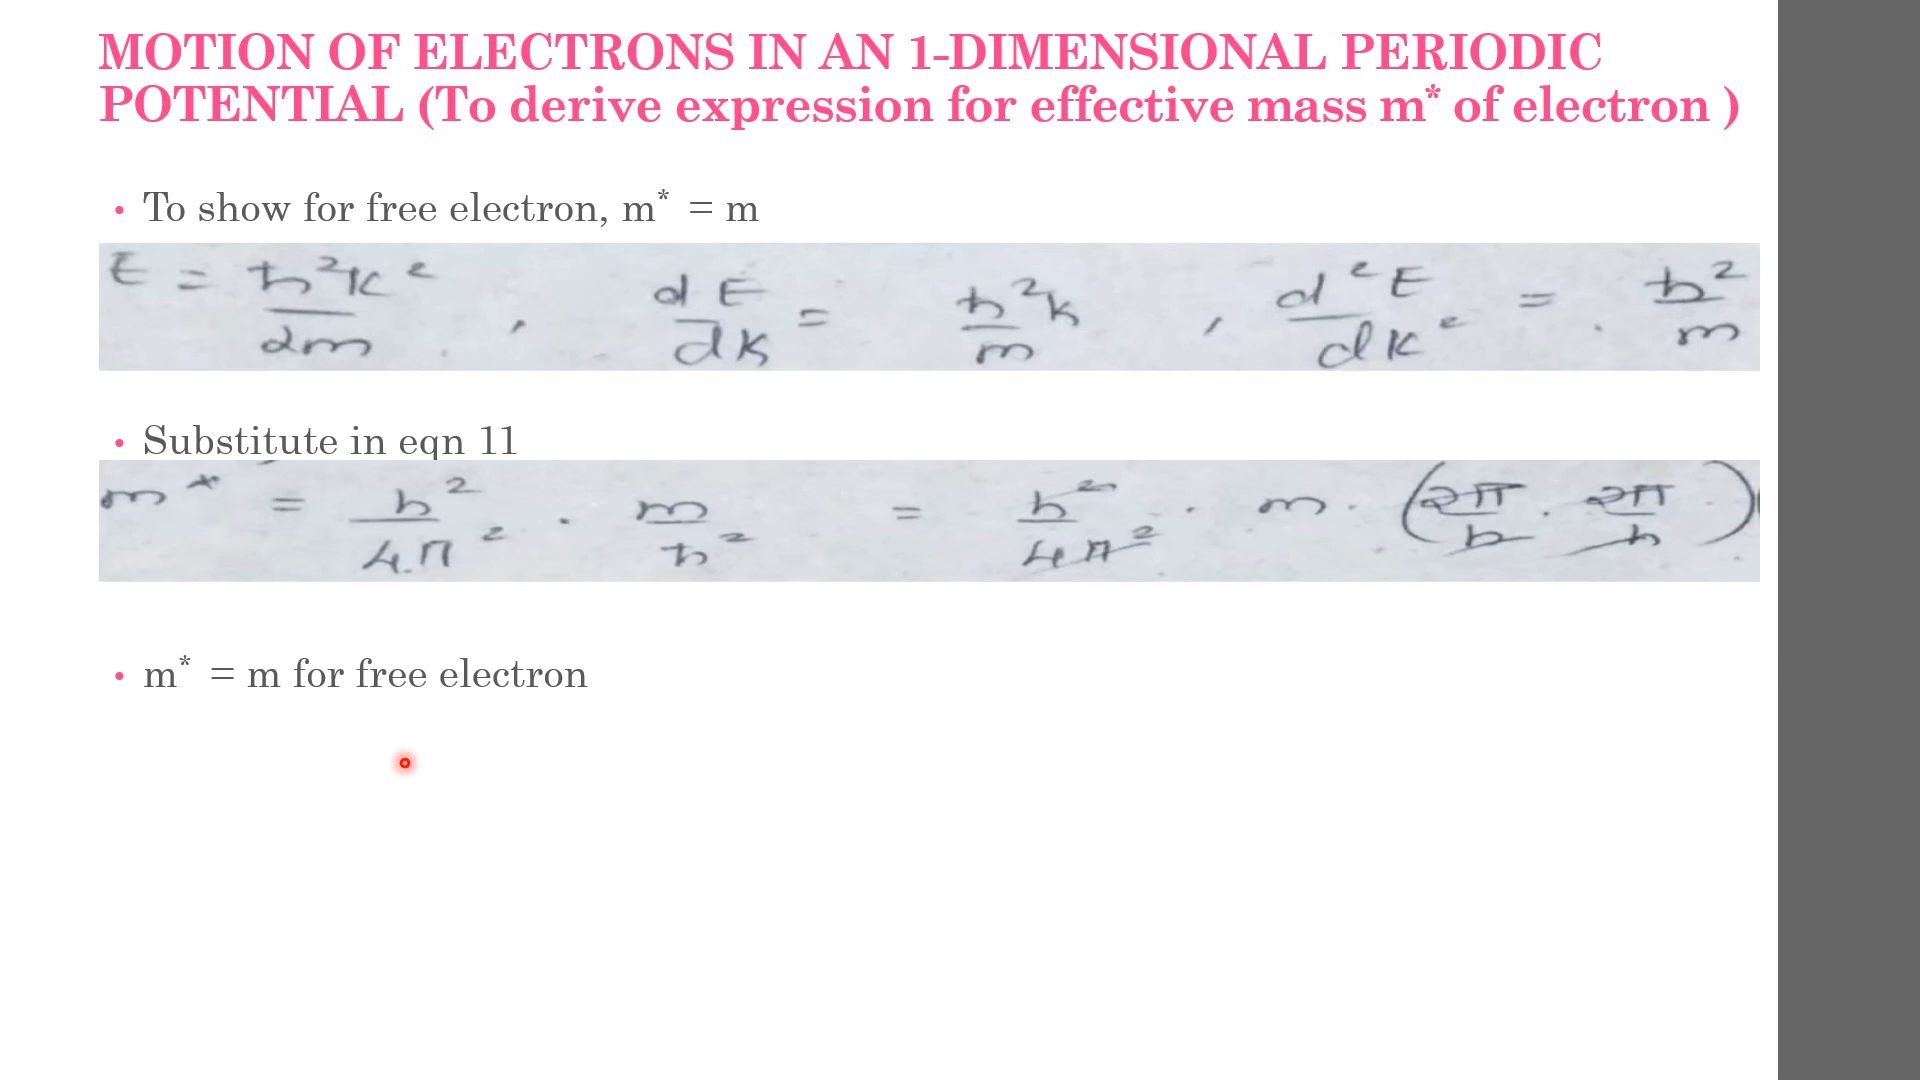 MOTION OF ELECTRONS IN AN 1-DIMENSIONAL PERIODIC
POTENTIAL (To derive expression for effective mass m* of electron )
• To show for free electron, m* = m
E = ħ²k²/2m , dE/dk = ħ²k/m , d²E/dk² = ħ²/m
• Substitute in eqn 11
m* = h²/4π² . m/ħ² = h²/4π² . m . (2π/h . 2π/h)
• m* = m for free electron